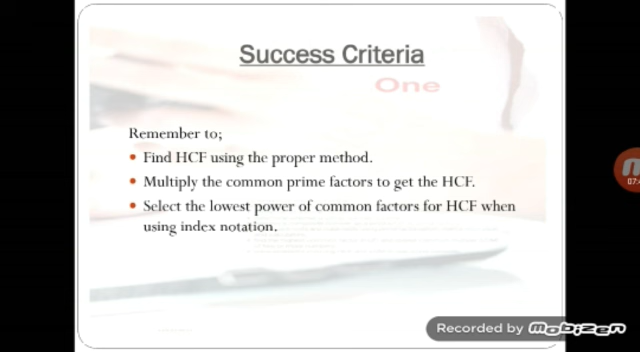 Success Criteria
One
Remember to;
Find HCF using the proper method.
Multiply the common prime factors to get the HCF.
Select the lowest power of common factors for HCF when
using index notation.
Recorded by mobizen